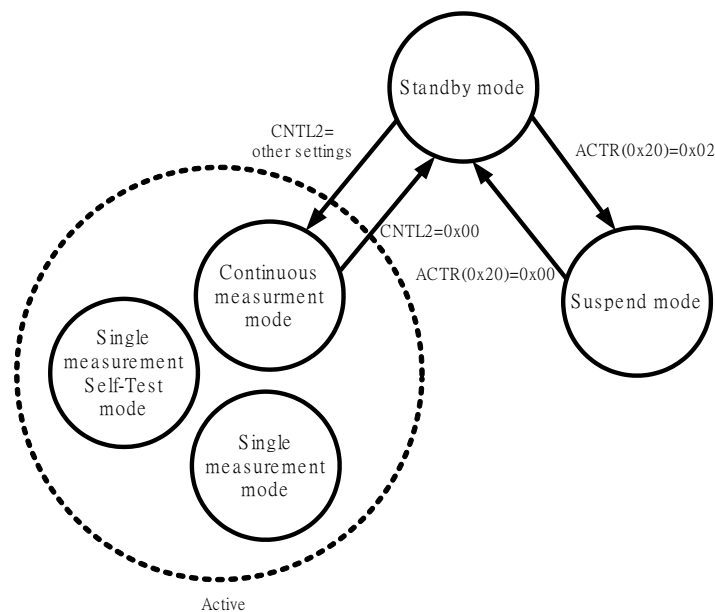 Standby mode
CNTL2=
other settings
ACTR(0x20)=0x02
CNTL2=0x00
ACTR(0x20)=0x00
Continuous
measurment
mode
Suspend mode
Single
measurement
Self-Test
mode
Single
measurement
mode
Active